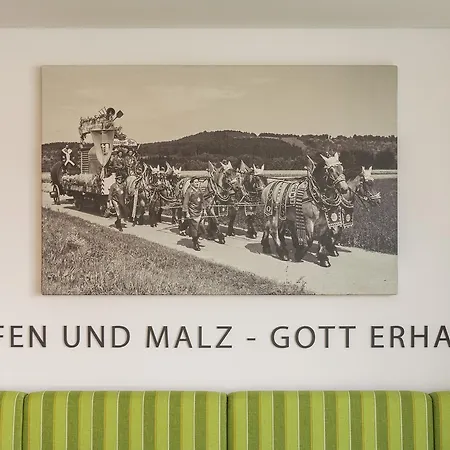 FEN UND MALZ - GOTT ERHA